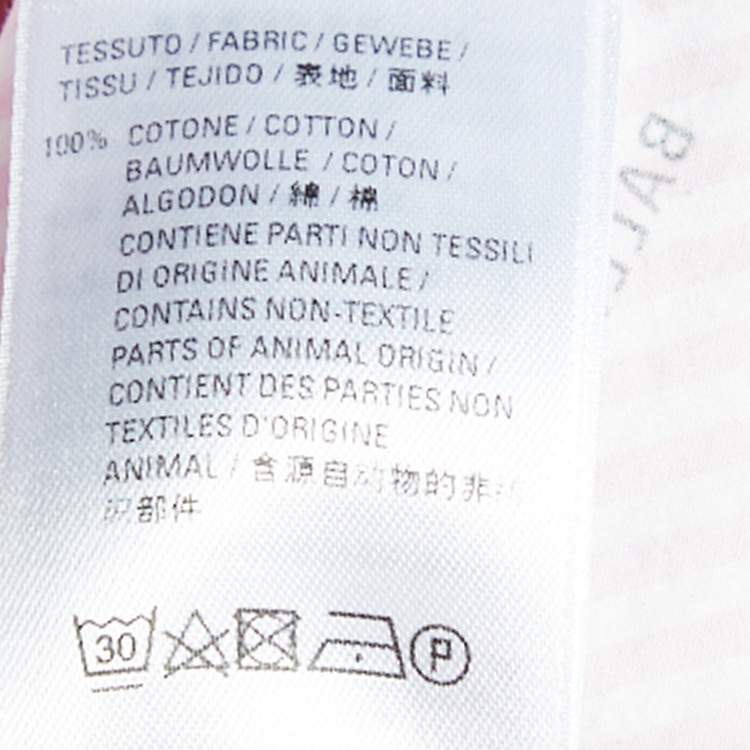 TESSUTO / FABRIC / GEWEBE /
TISSU / TEJIDO / 表地 / 面料
100% COTONE / COTTON /
BAUMWOLLE / COTON /
ALGODON / 綿 / 棉
CONTIENE PARTI NON TESSILI
DI ORIGINE ANIMALE /
CONTAINS NON-TEXTILE
PARTS OF ANIMAL ORIGIN /
CONTIENT DES PARTIES NON
TEXTILES D'ORIGINE
ANIMAL / 含源自动物的非
部件
30
P